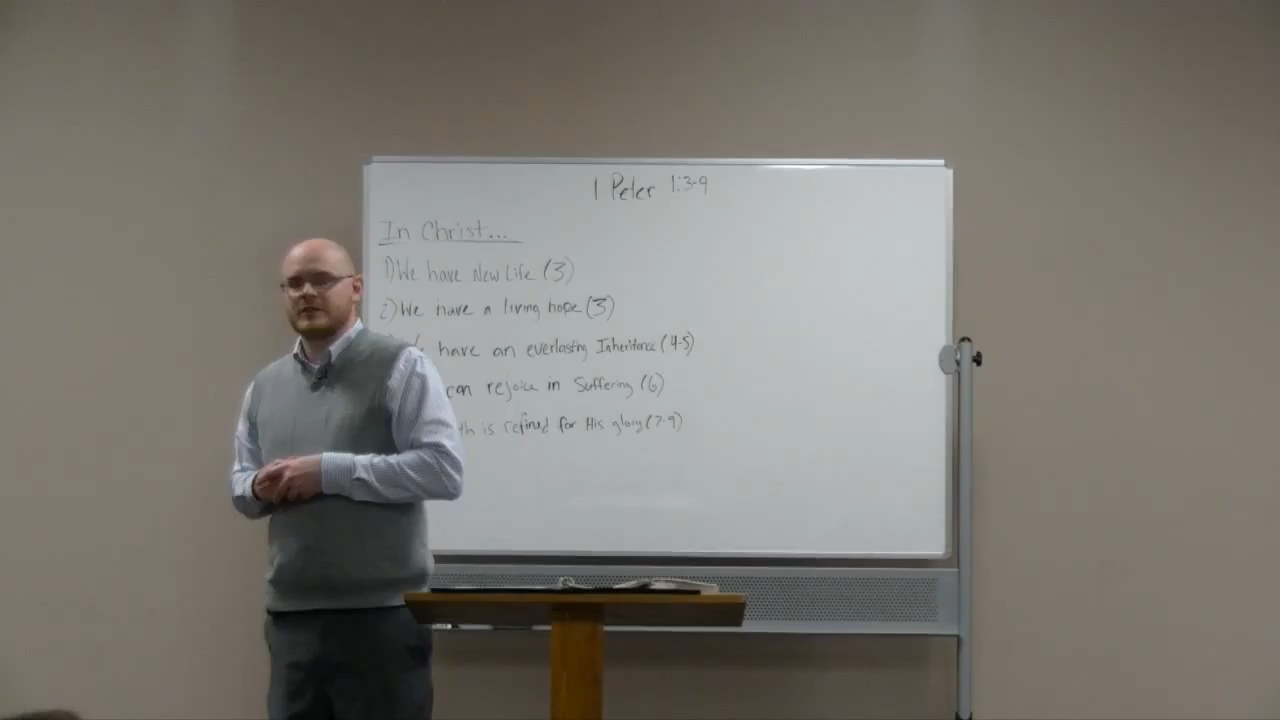 1 Peter 1:3-9
In Christ...
1) We have New Life (3)
2) We have a living hope (3)
have an everlasting Inheritance (4-5)
can rejoice in Suffering (6)
is refined for His glory (7-9)